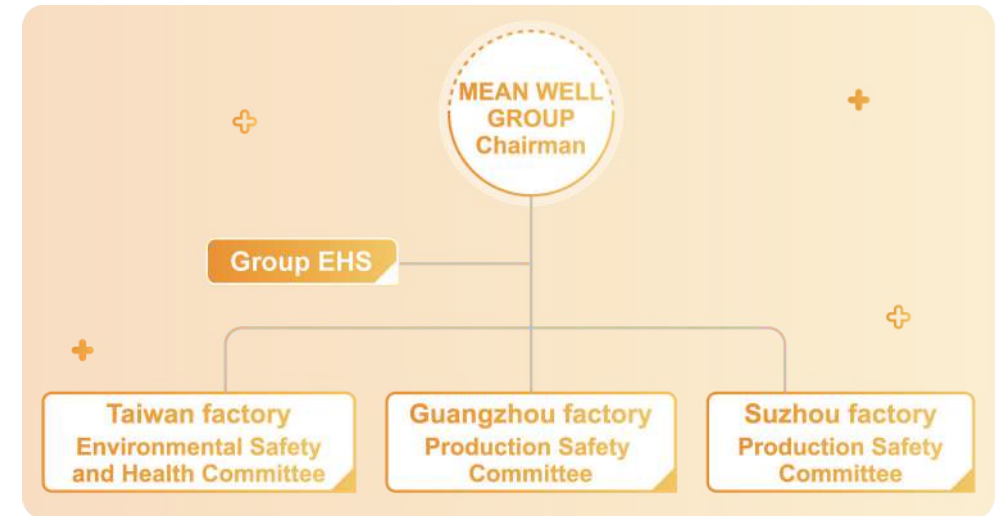 MEAN WELL
GROUP
Chairman
Group EHS
Taiwan factory
Environmental Safety
and Health Committee
Guangzhou factory
Production Safety
Committee
Suzhou factory
Production Safety
Committee